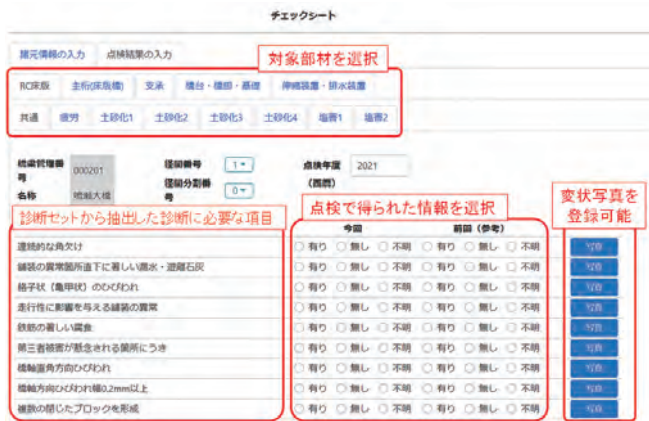 チェックシート
諸元情報の入力 点検結果の入力
対象部材を選択
RC床版 主桁(床版橋) 支承 橋台・橋脚・基礎 伸縮装置・排水装置
共通 疲労 土砂化1 土砂化2 土砂化3 土砂化4 塩害1 塩害2
橋梁管理番号 000201 径間番号 1 点検年度(西暦) 2021
名称 径間分割番号 0
診断セットから抽出した診断に必要な項目
点検で得られた情報を選択
変状写真を
登録可能
今回 前回（参考）
連続的な角欠け 有り 無し 不明 有り 無し 不明 写真
舗装の異常箇所直下に著しい漏水・遊離石灰 有り 無し 不明 有り 無し 不明 写真
格子状（亀甲状）のひびわれ 有り 無し 不明 有り 無し 不明 写真
走行性に影響を与える舗装の異常 有り 無し 不明 有り 無し 不明 写真
鉄筋の著しい腐食 有り 無し 不明 有り 無し 不明 写真
第三者被害が懸念される箇所にうき 有り 無し 不明 有り 無し 不明 写真
橋軸直角方向ひびわれ 有り 無し 不明 有り 無し 不明 写真
橋軸方向ひびわれ幅0.2mm以上 有り 無し 不明 有り 無し 不明 写真
複数の閉じたブロックを形成 有り 無し 不明 有り 無し 不明 写真